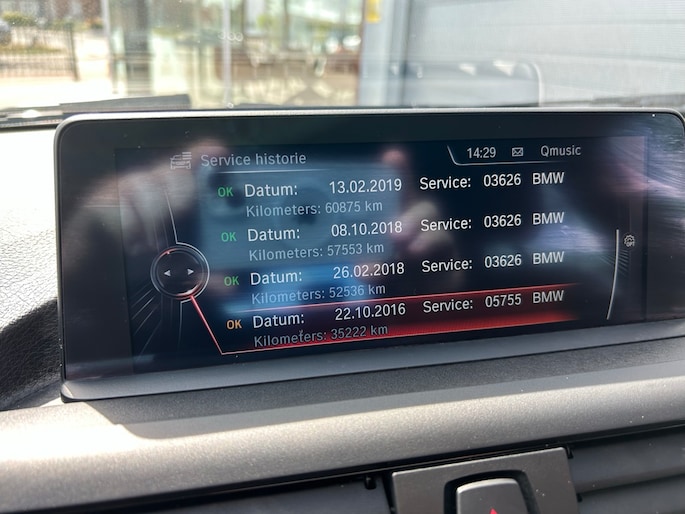 Service historie
14:29 Qmusic
OK Datum: 13.02.2019 Service: 03626 BMW
Kilometers: 60875 km
OK Datum: 08.10.2018 Service: 03626 BMW
Kilometers: 57553 km
OK Datum: 26.02.2018 Service: 03626 BMW
Kilometers: 52536 km
OK Datum: 22.10.2016 Service: 05755 BMW
Kilometers: 35222 km